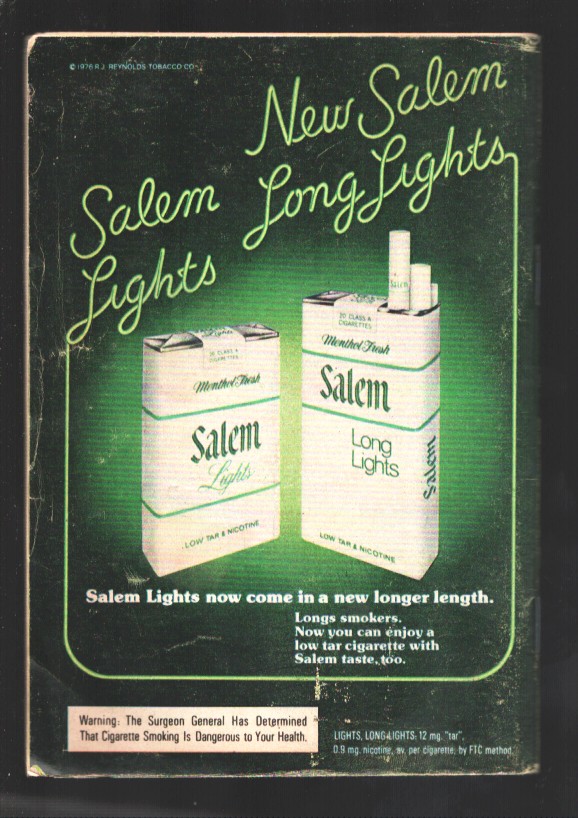 © 1976 R.J. REYNOLDS TOBACCO CO.
New Salem
Long Lights
Salem
Lights
20 CLASS A
CIGARETTES
Menthol Fresh
Salem
Lights
LOW TAR & NICOTINE
Salem
20 CLASS A
CIGARETTES
Menthol Fresh
Salem
Long
Lights
Salem
LOW TAR & NICOTINE
Salem Lights now come in a new longer length.
Longs smokers.
Now you can enjoy a
low tar cigarette with
Salem taste, too.
Warning: The Surgeon General Has Determined
That Cigarette Smoking Is Dangerous to Your Health.
LIGHTS, LONG LIGHTS: 12 mg. "tar",
0.9 mg. nicotine, av. per cigarette, by FTC method.